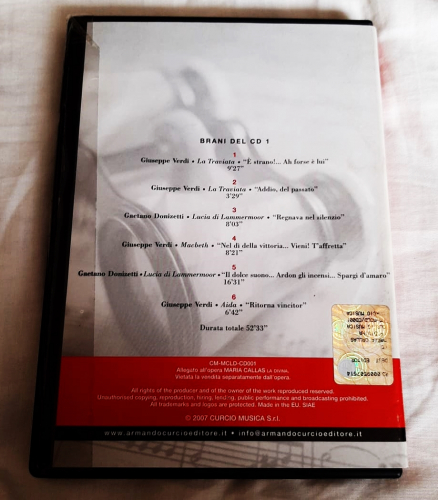 BRANI DEL CD 1
1
Giuseppe Verdi • La Traviata • "È strano!... Ah forse è lui"
9'27"
2
Giuseppe Verdi • La Traviata • "Addio, del passato"
3'29"
3
Gaetano Donizetti • Lucia di Lammermoor • "Regnava nel silenzio"
8'03"
4
Giuseppe Verdi • Macbeth • "Nel dì della vittoria... Vieni! T'affretta"
8'21"
5
Gaetano Donizetti • Lucia di Lammermoor • "Il dolce suono... Ardon gli incensi... Spargi d'amaro"
16'31"
6
Giuseppe Verdi • Aida • "Ritorna vincitor"
6'42"
Durata totale 52'33"
CM-MCLD-CD001
Allegato all'opera MARIA CALLAS LA DIVINA.
Vietata la vendita separatamente dall'opera.
All rights of the producer and of the owner of the work reproduced reserved.
Unauthorised copying, reproduction, hiring, lending, public performance and broadcasting prohibited.
All trademarks and logos are protected. Made in the EU. SIAE
© 2007 CURCIO MUSICA S.r.l.
www.armandocurcioeditore.it • info@armandocurcioeditore.it